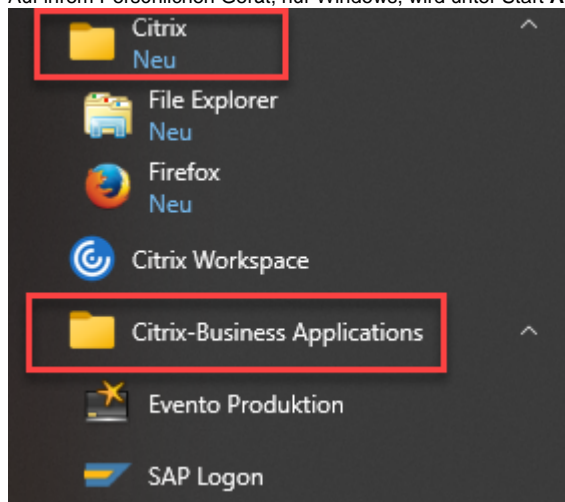 Auf ihrem Persönlichen Gerät, nur Windows, wird unter Start A
Citrix
Neu
File Explorer
Neu
Firefox
Neu
Citrix Workspace
Citrix-Business Applications
Evento Produktion
SAP Logon